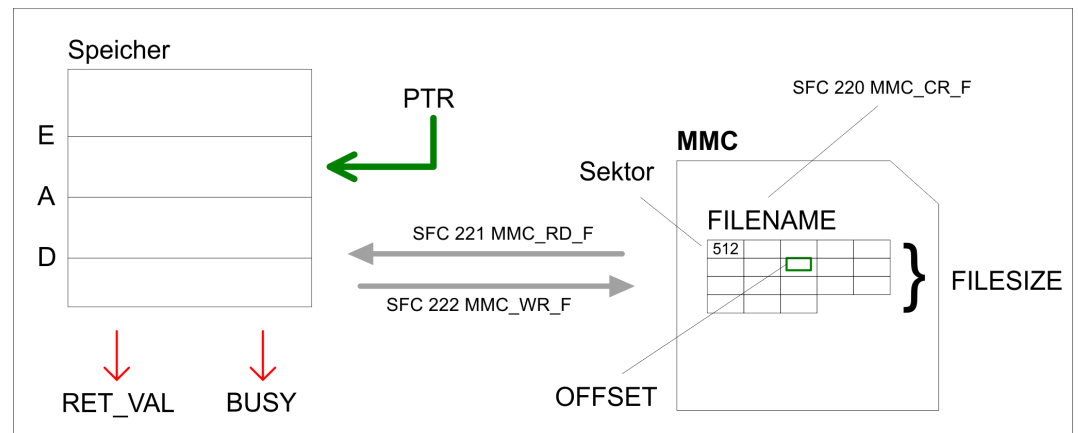 Speicher
E
A
D
PTR
SFC 221 MMC_RD_F
SFC 222 MMC_WR_F
RET_VAL
BUSY
SFC 220 MMC_CR_F
MMC
Sektor
FILENAME
512
}
FILESIZE
OFFSET